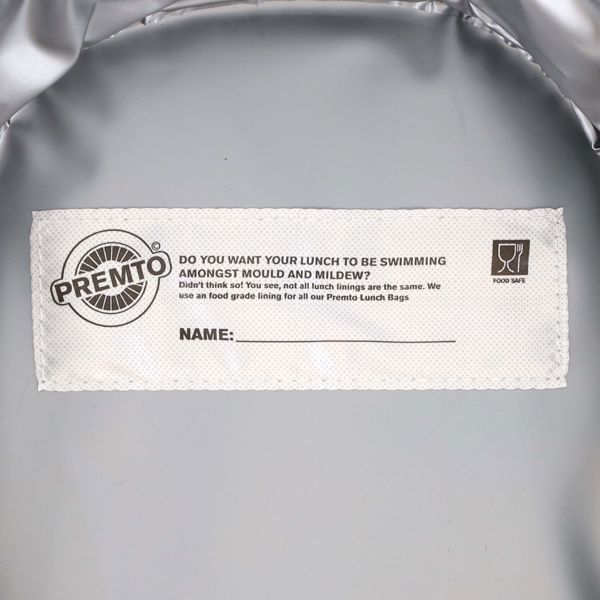 PREMTO ©
DO YOU WANT YOUR LUNCH TO BE SWIMMING
AMONGST MOULD AND MILDEW?
Didn't think so! You see, not all lunch linings are the same. We
use an food grade lining for all our Premto Lunch Bags
NAME:
FOOD SAFE